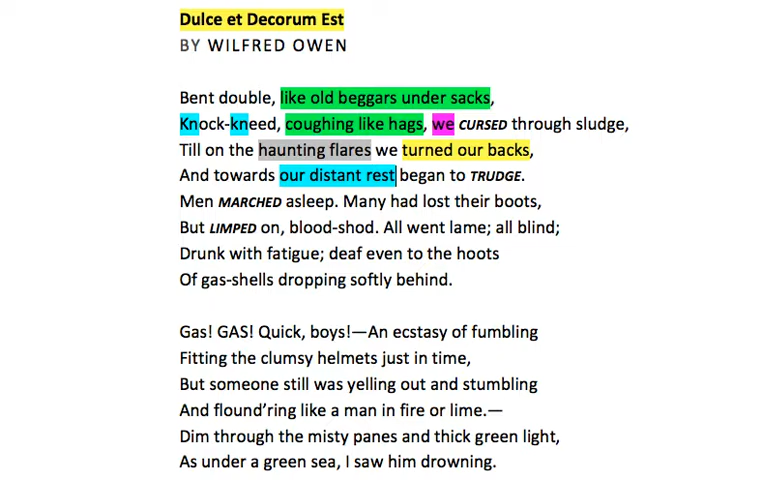 Dulce et Decorum Est
BY WILFRED OWEN
Bent double, like old beggars under sacks,
Knock-kneed, coughing like hags, we CURSED through sludge,
Till on the haunting flares we turned our backs,
And towards our distant rest began to TRUDGE.
Men MARCHED asleep. Many had lost their boots,
But LIMPED on, blood-shod. All went lame; all blind;
Drunk with fatigue; deaf even to the hoots
Of gas-shells dropping softly behind.
Gas! GAS! Quick, boys!—An ecstasy of fumbling
Fitting the clumsy helmets just in time,
But someone still was yelling out and stumbling
And flound’ring like a man in fire or lime.—
Dim through the misty panes and thick green light,
As under a green sea, I saw him drowning.